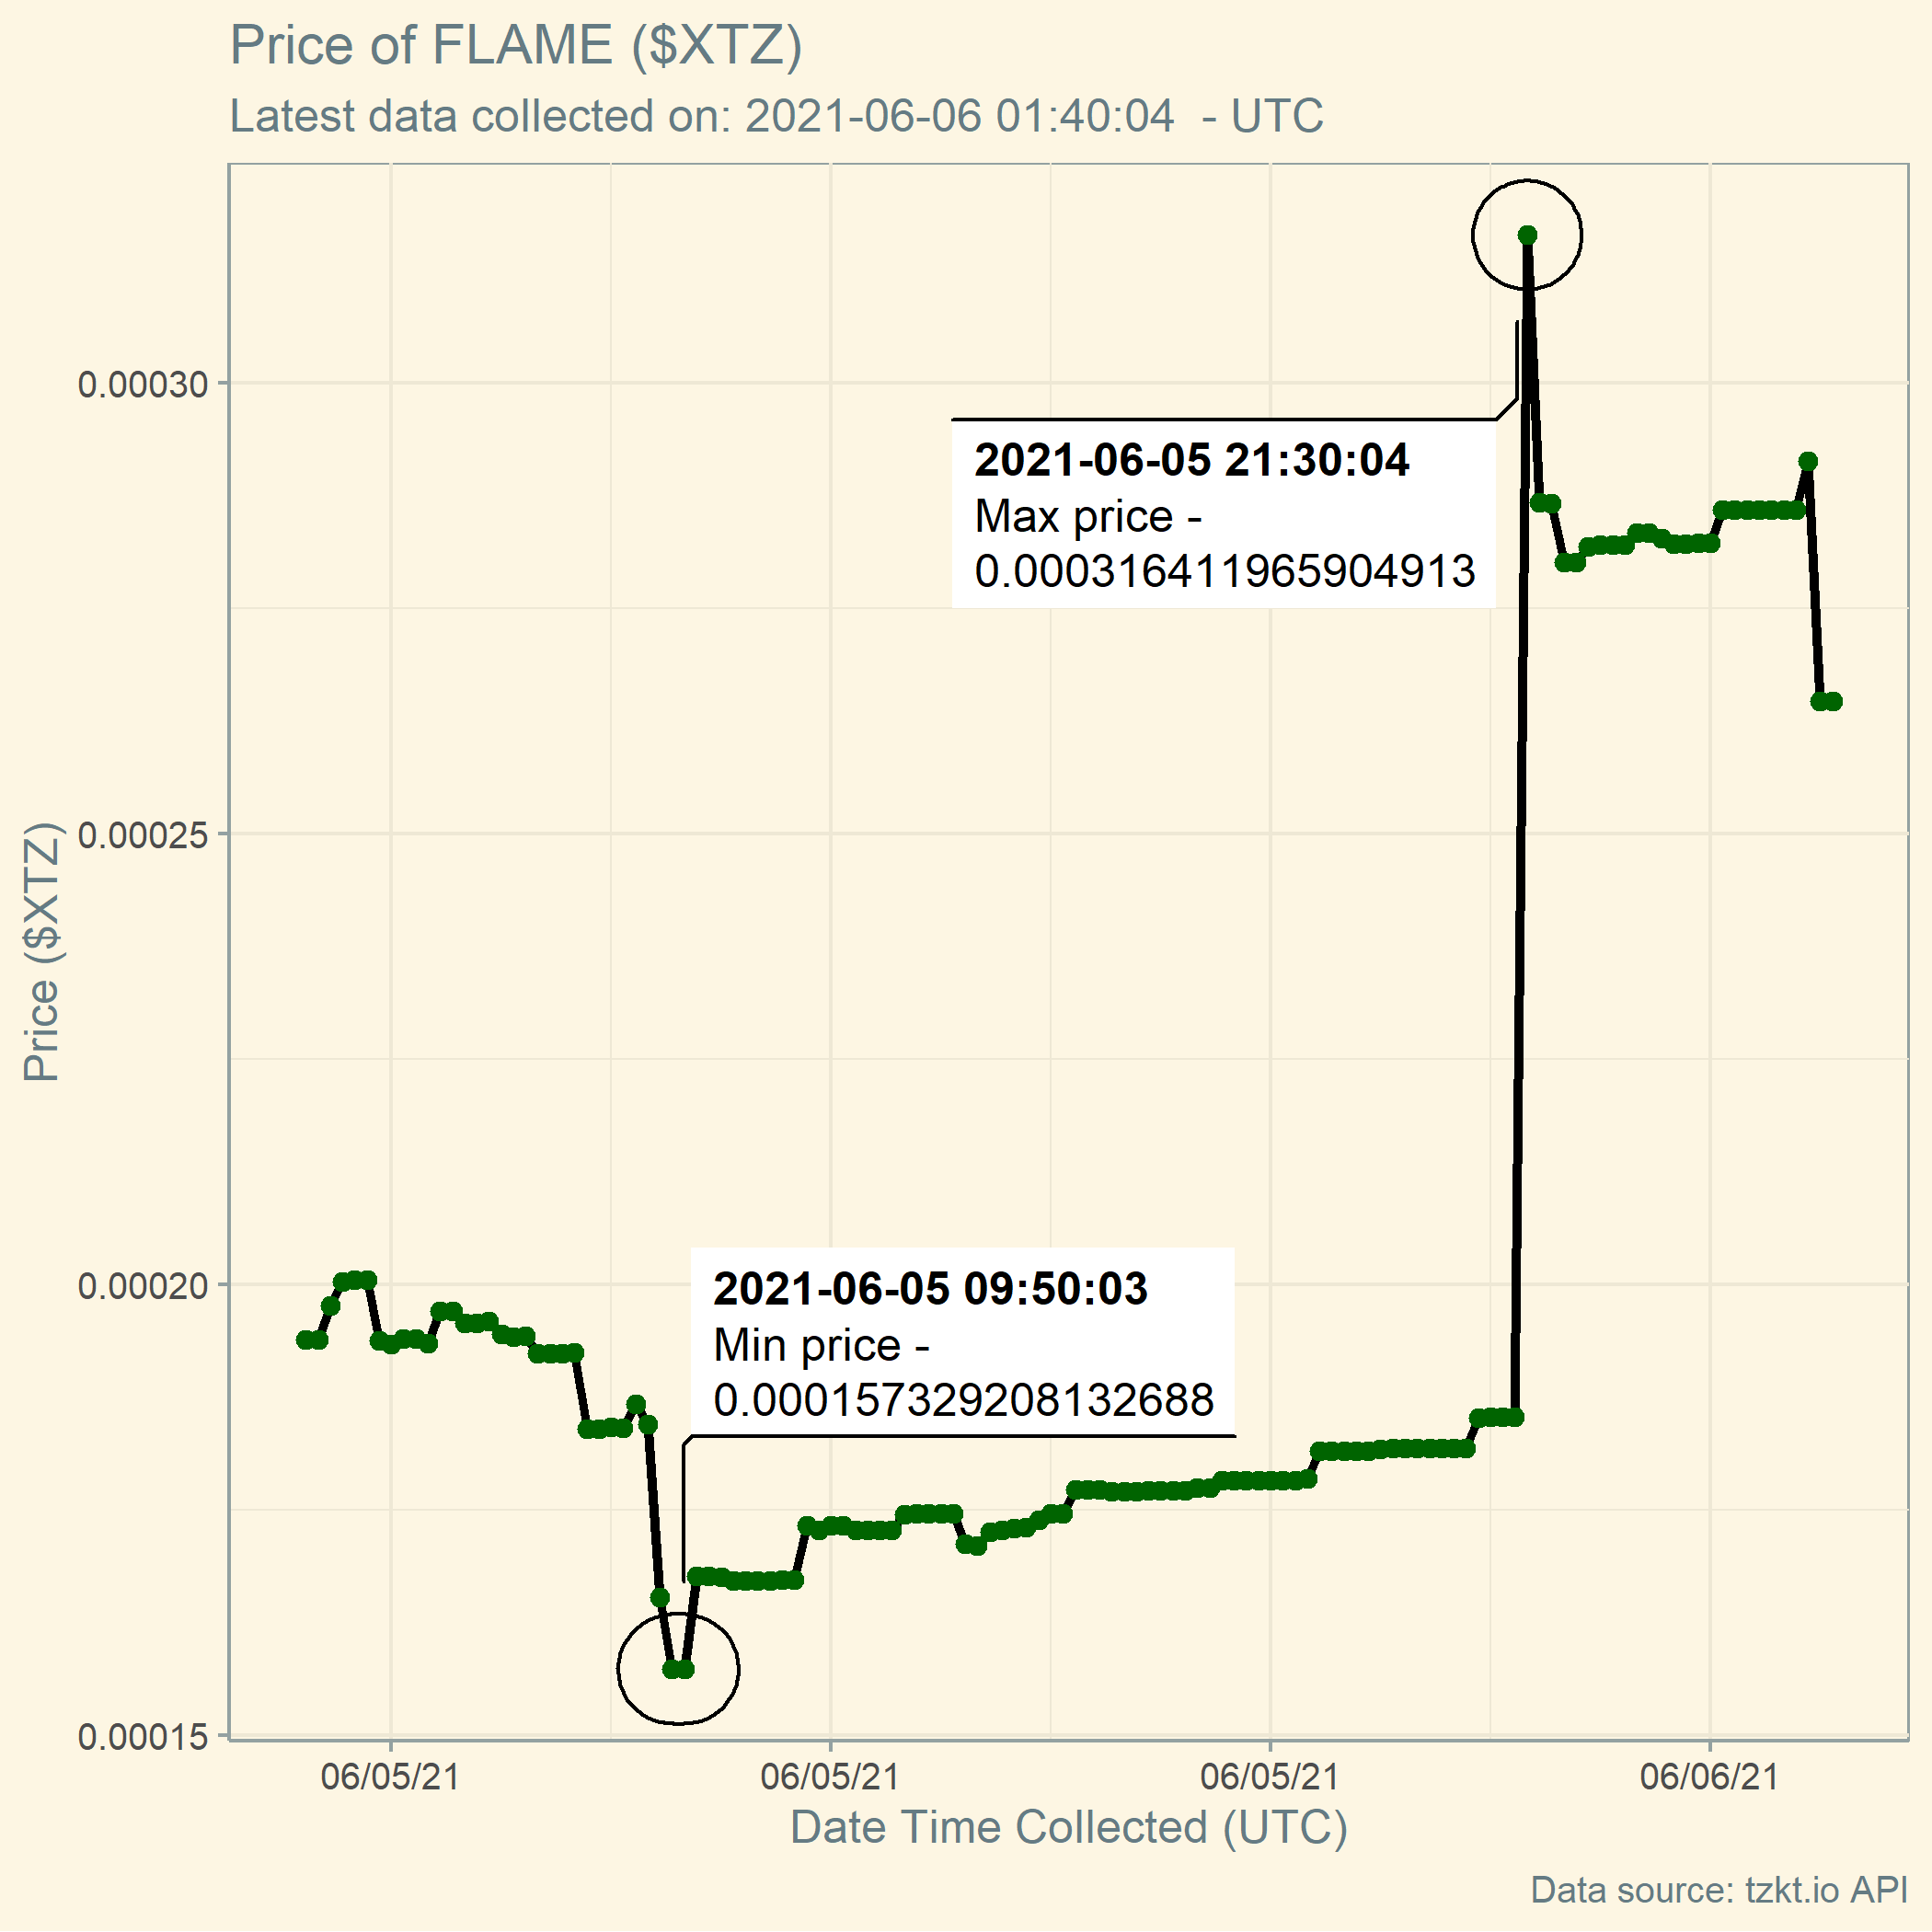 Price of FLAME ($XTZ)
Latest data collected on: 2021-06-06 01:40:04  - UTC
0.00030
2021-06-05 21:30:04
Max price -
0.000316411965904913
0.00025
Price ($XTZ)
0.00020
2021-06-05 09:50:03
Min price -
0.000157329208132688
0.00015
06/05/21
06/05/21
06/05/21
06/06/21
Date Time Collected (UTC)
Data source: tzkt.io API